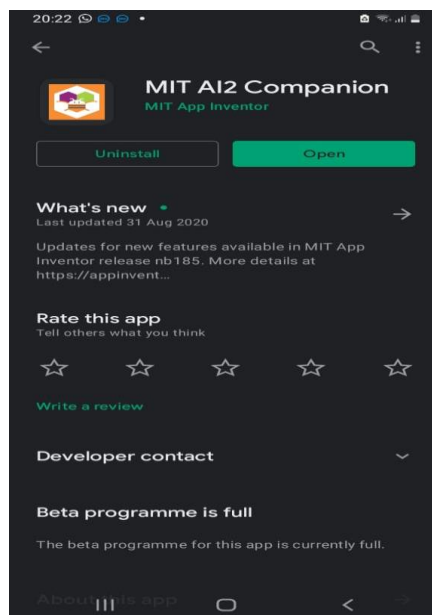 20:22
MIT AI2 Companion
MIT App Inventor
Uninstall
Open
What's new
Last updated 31 Aug 2020
Updates for new features available in MIT App
Inventor release nb185. More details at
https://appinvent...
Rate this app
Tell others what you think
Write a review
Developer contact
Beta programme is full
The beta programme for this app is currently full.
About this app